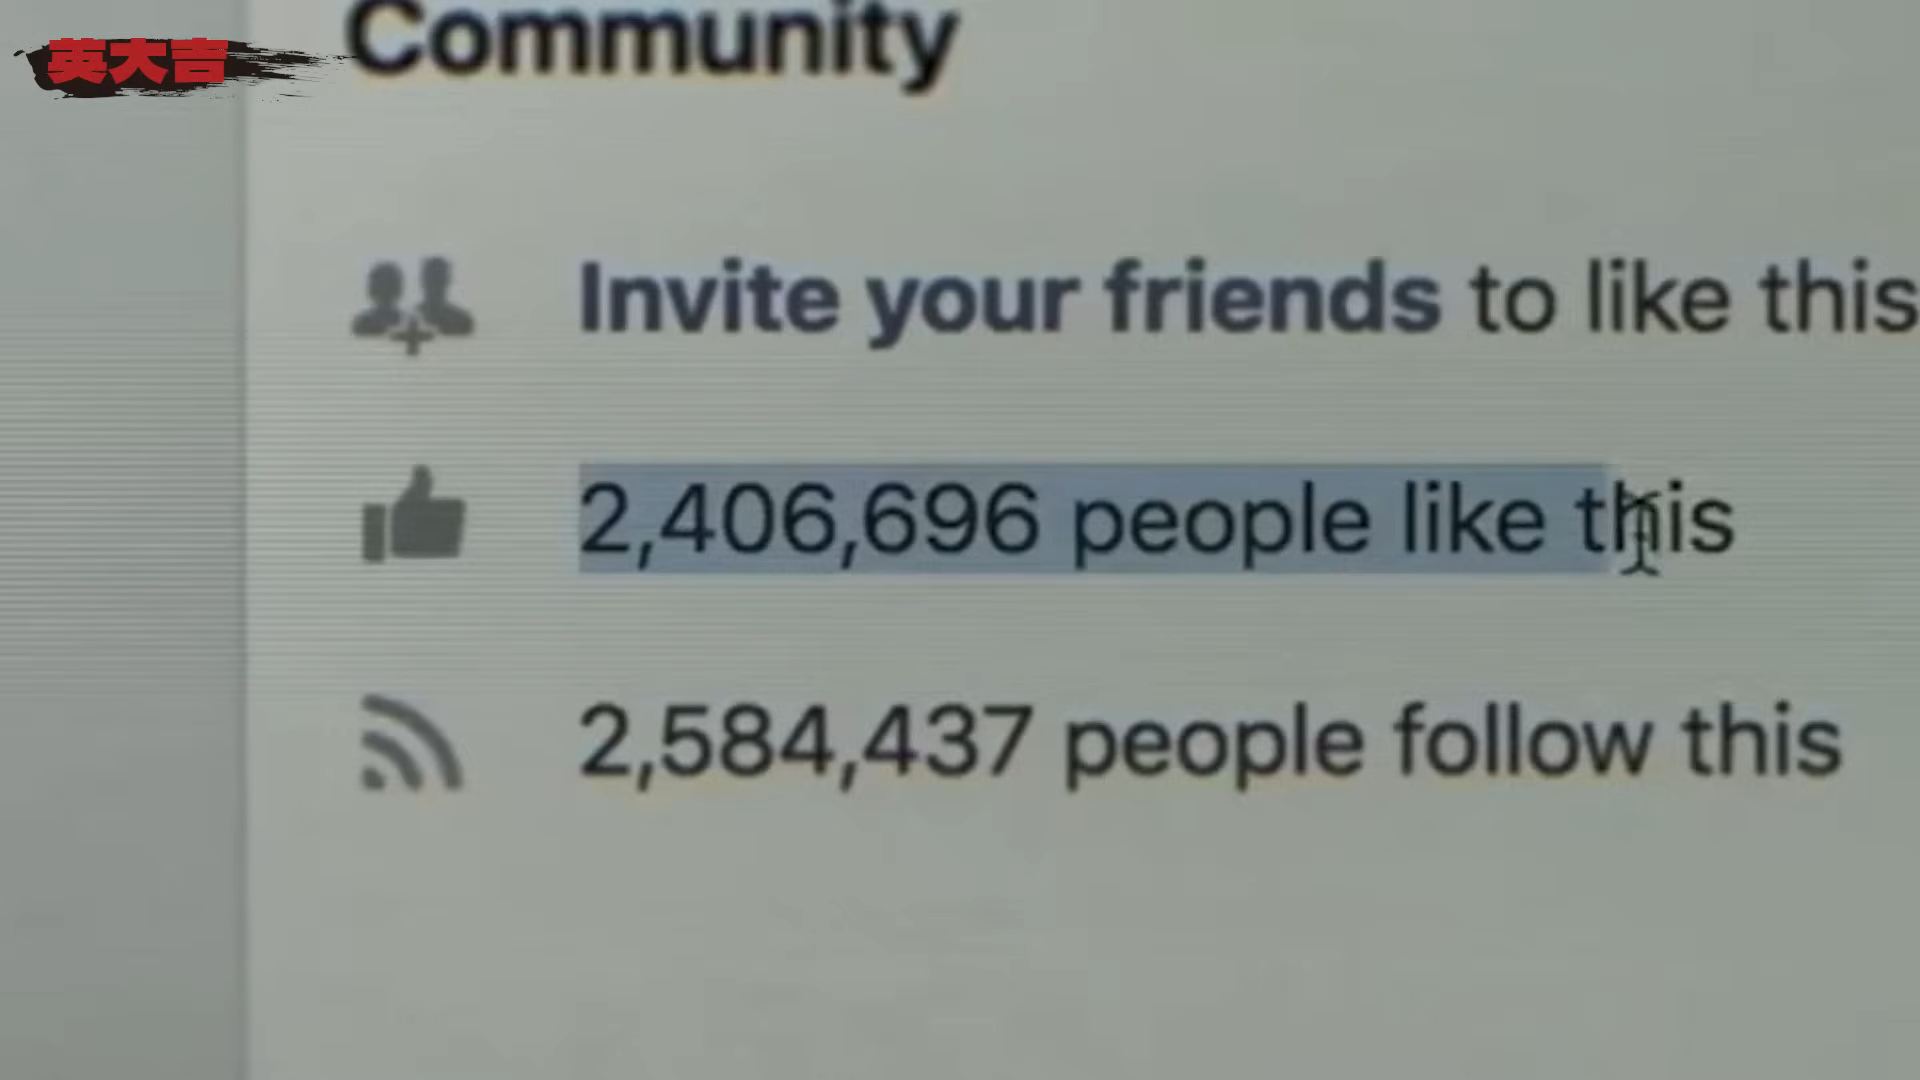 英大吉
Community
Invite your friends to like this
2,406,696 people like this
2,584,437 people follow this